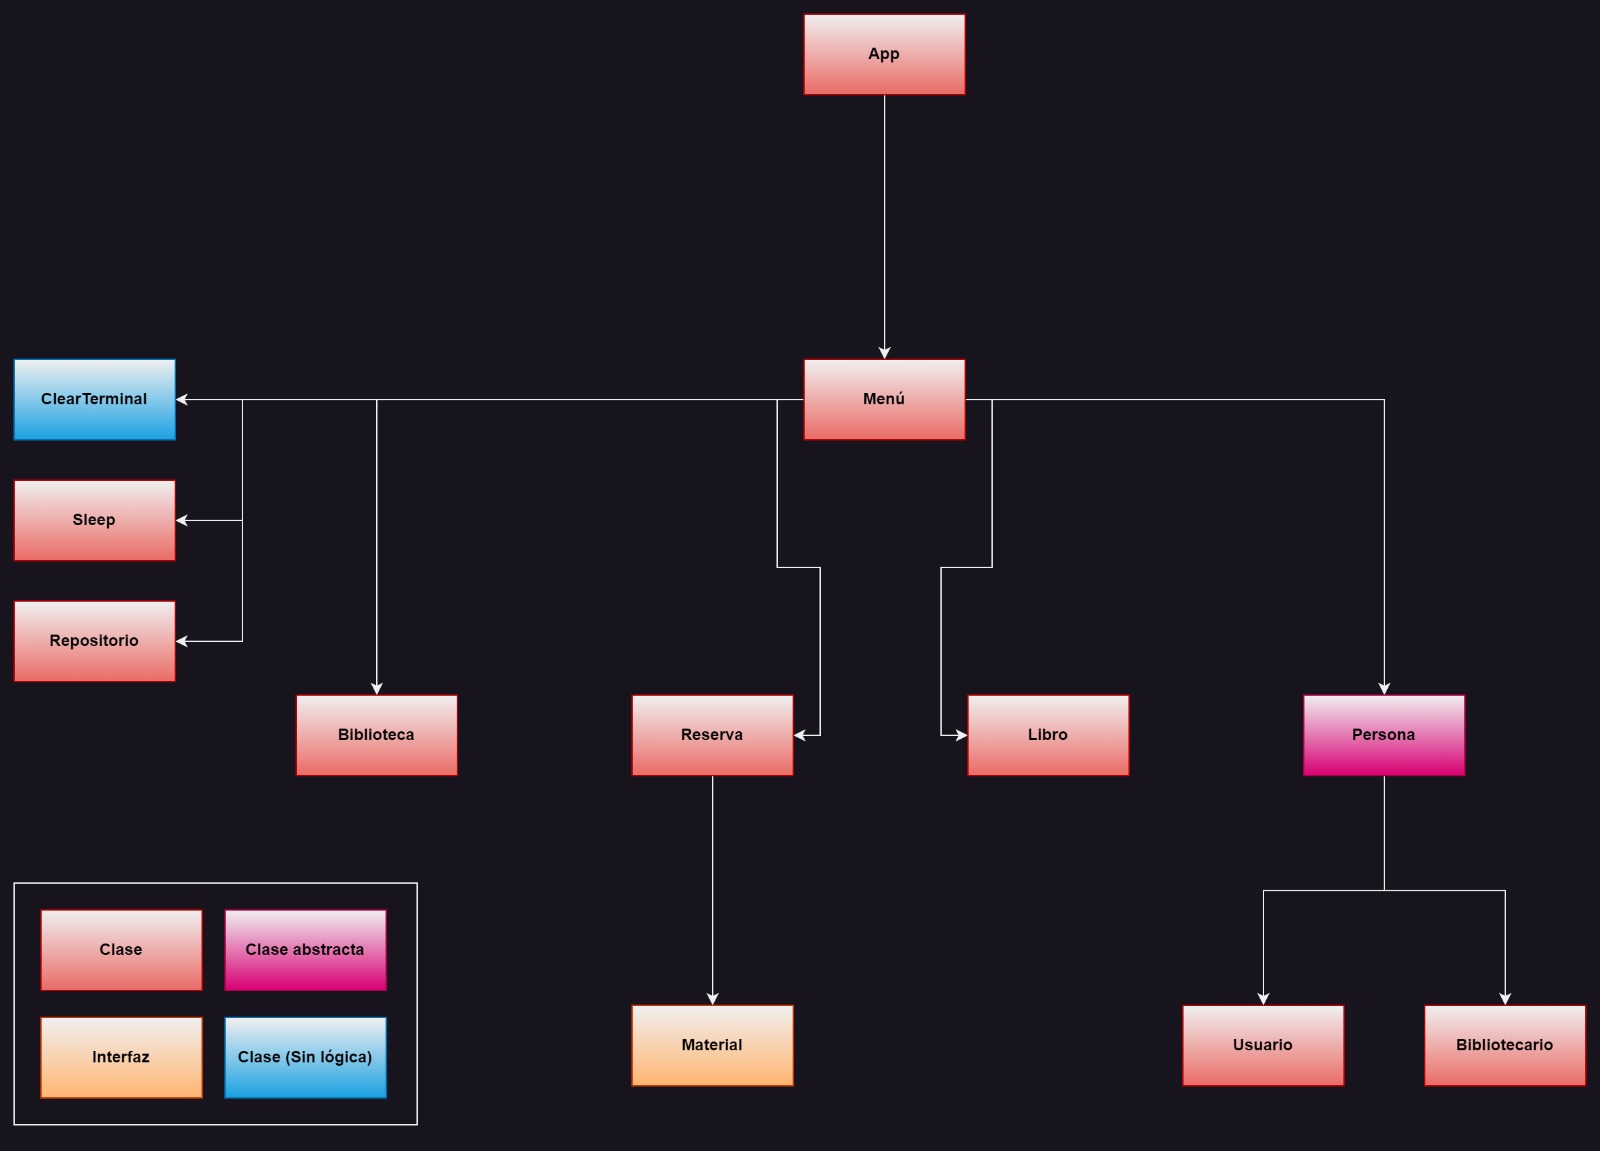 App
ClearTerminal
Menú
Sleep
Repositorio
Biblioteca
Reserva
Libro
Persona
Clase
Clase abstracta
Interfaz
Clase (Sin lógica)
Material
Usuario
Bibliotecario